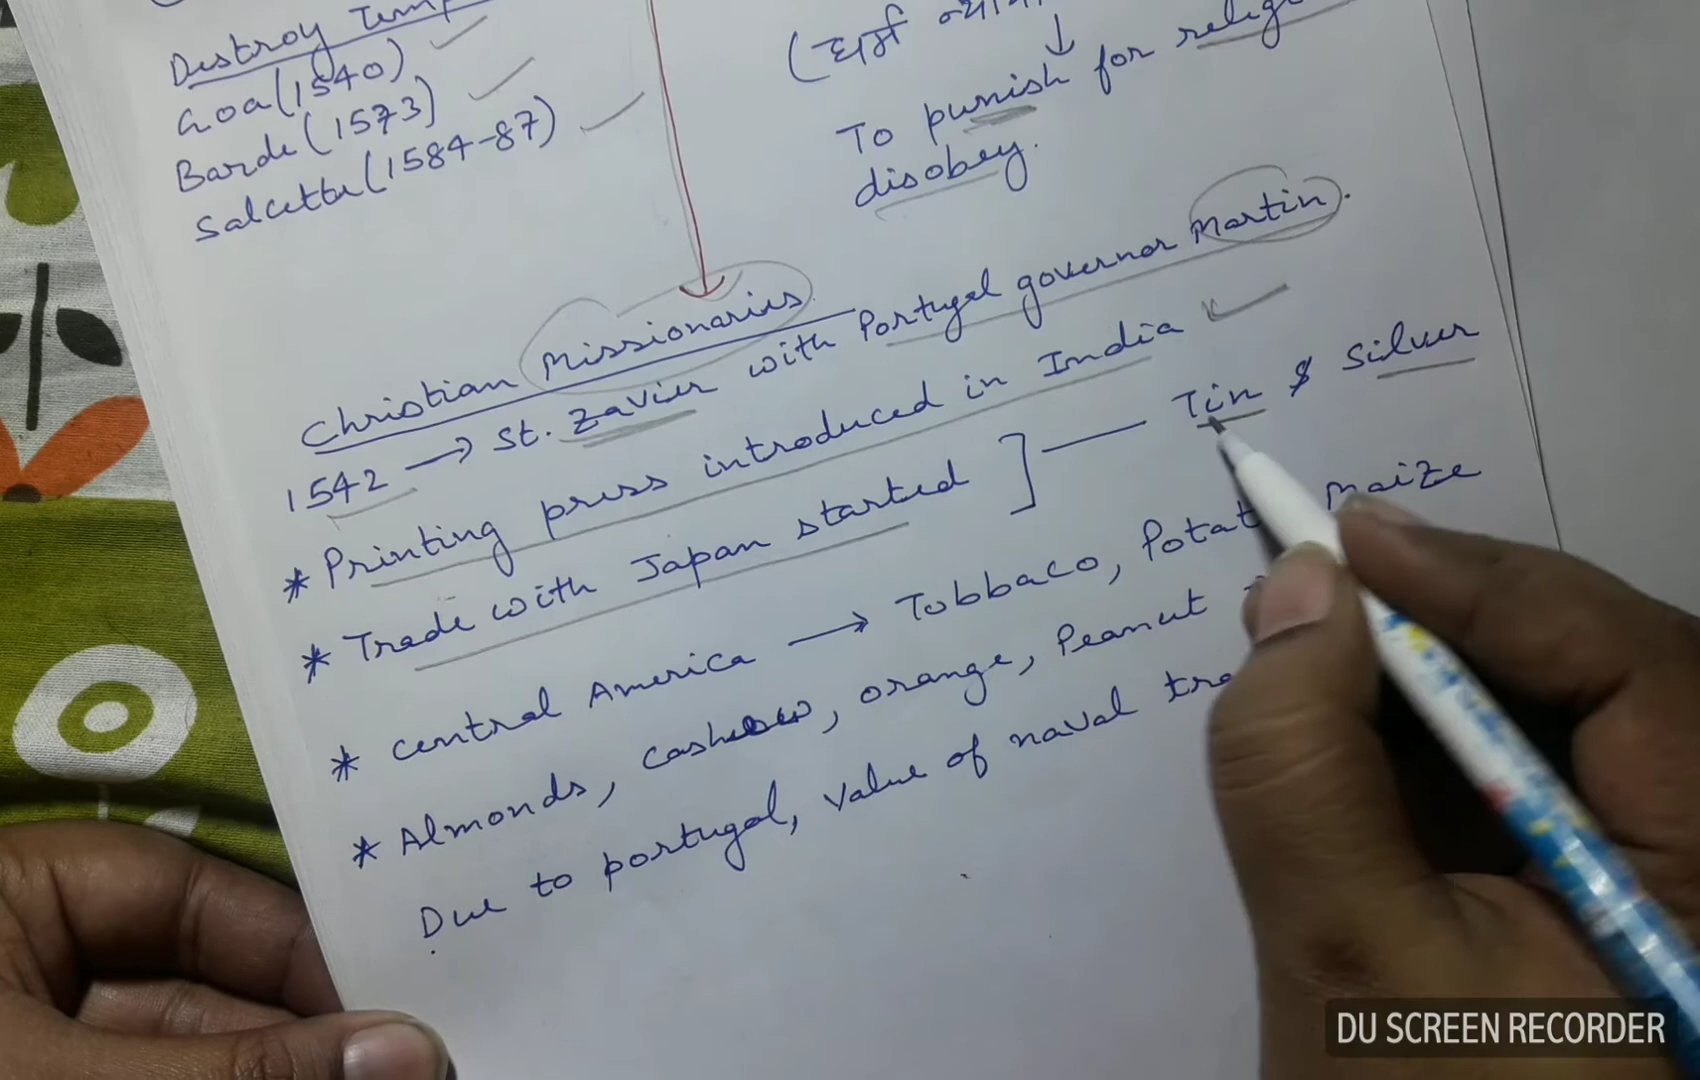 Destroy
Goa (1540)
Barde (1573)
Salcette (1584-87)
(धर्म
To punish for
disobey.
Christian Missionaries
1542 → St. Zavier with Portugal governor Martin.
* Printing press introduced in India
* Trade with Japan started ] — Tin & Silver
* Central America → Tobbaco, Maize
* Almonds, Cashew, orange, Peanut
Due to portugal, value of naval
DU SCREEN RECORDER